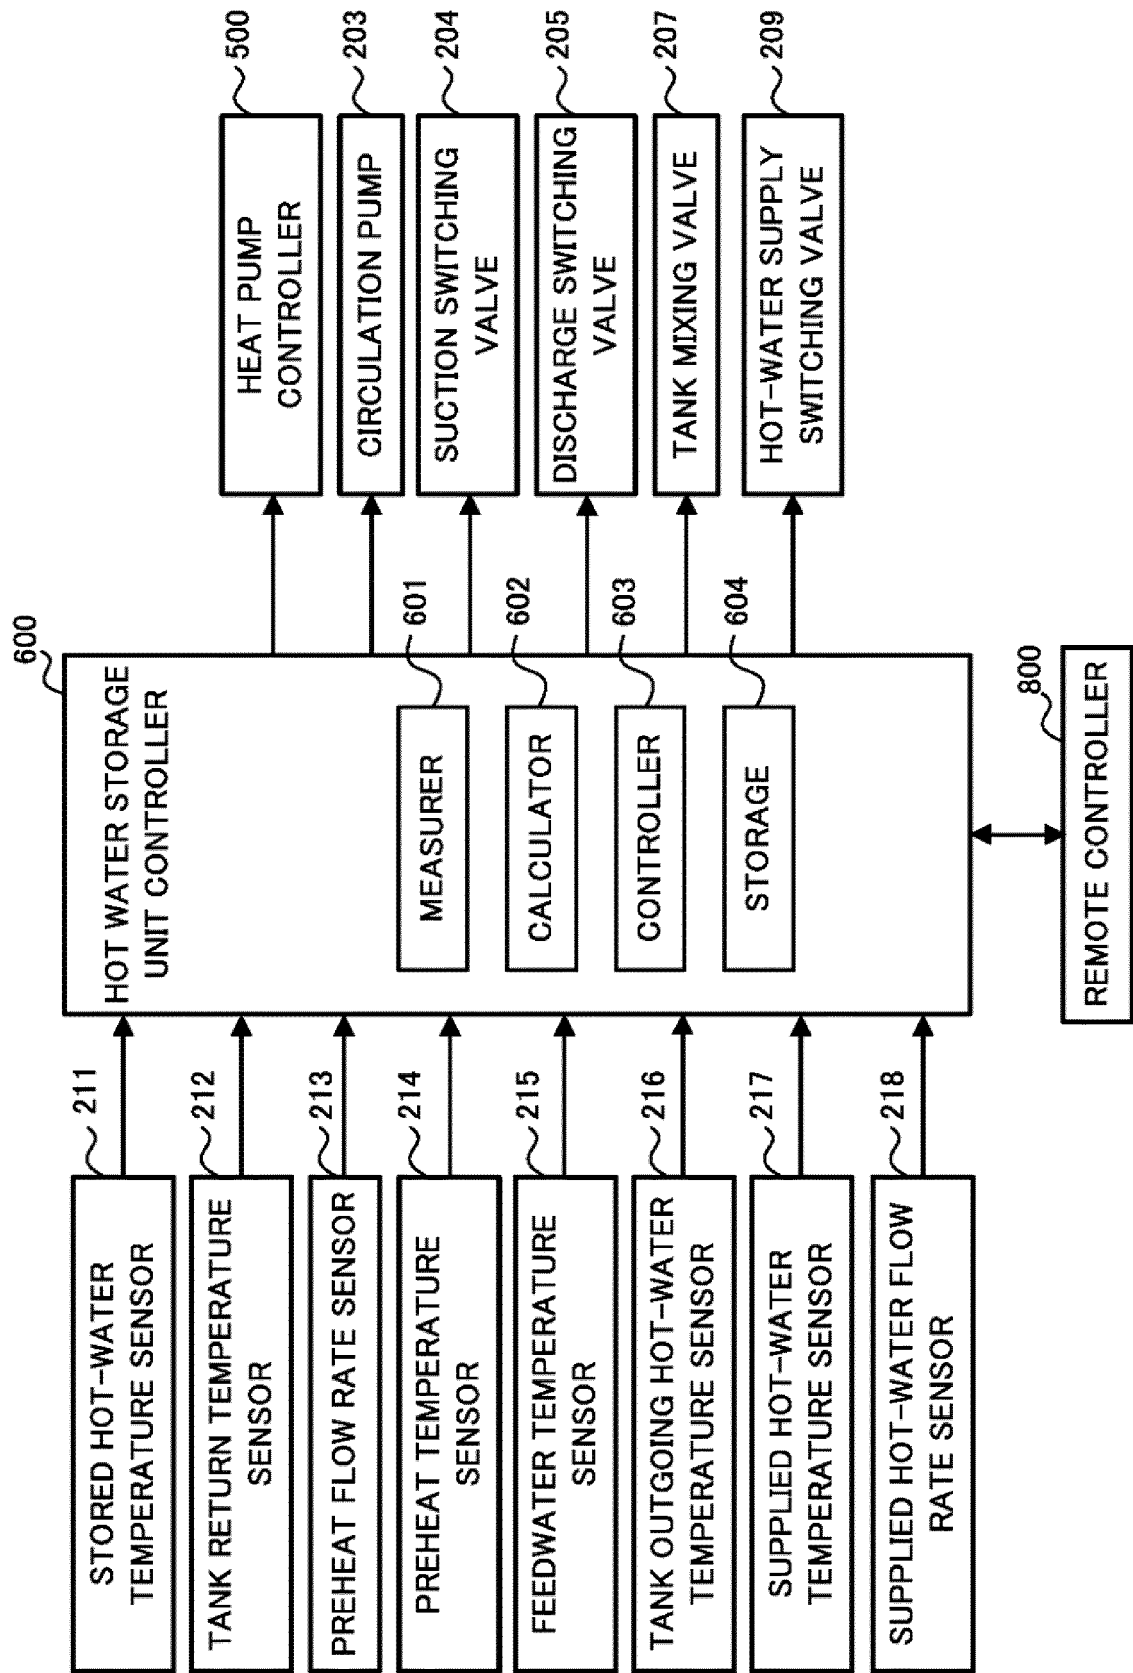 211
STORED HOT-WATER
TEMPERATURE SENSOR
212
TANK RETURN TEMPERATURE
SENSOR
213
PREHEAT FLOW RATE SENSOR
214
PREHEAT TEMPERATURE
SENSOR
215
FEEDWATER TEMPERATURE
SENSOR
216
TANK OUTGOING HOT-WATER
TEMPERATURE SENSOR
217
SUPPLIED HOT-WATER
TEMPERATURE SENSOR
218
SUPPLIED HOT-WATER FLOW
RATE SENSOR
600
HOT WATER STORAGE
UNIT CONTROLLER
601
MEASURER
602
CALCULATOR
603
CONTROLLER
604
STORAGE
800
REMOTE CONTROLLER
500
HEAT PUMP
CONTROLLER
203
CIRCULATION PUMP
204
SUCTION SWITCHING
VALVE
205
DISCHARGE SWITCHING
VALVE
207
TANK MIXING VALVE
209
HOT-WATER SUPPLY
SWITCHING VALVE